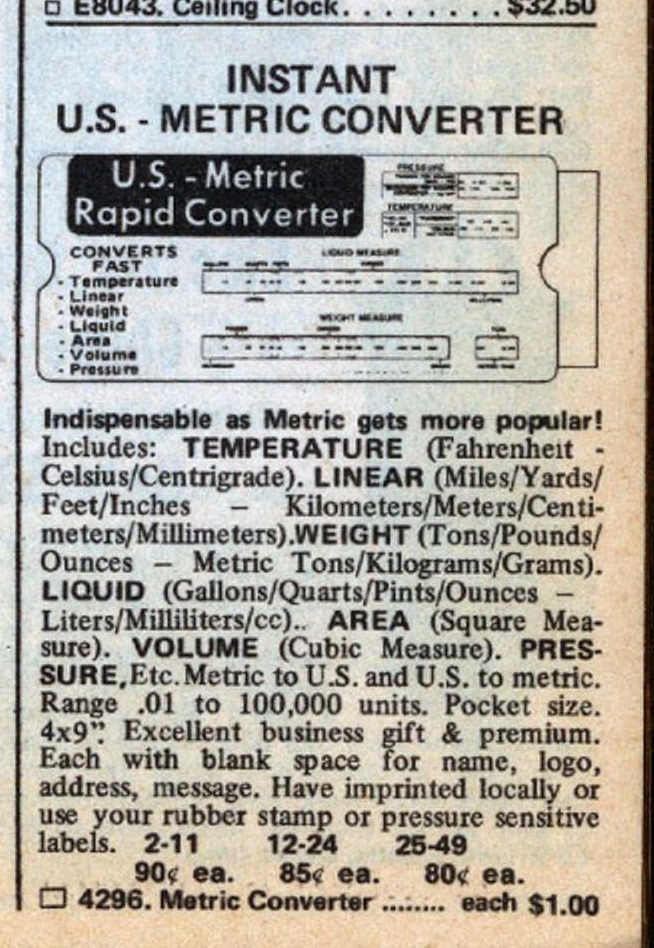 □ E8043. Ceiling Clock. . . . . . . . . $32.50
INSTANT
U.S. - METRIC CONVERTER
U.S. - Metric
Rapid Converter
PRESSURE
TEMPERATURE
CONVERTS
FAST
- Temperature
- Linear
- Weight
- Liquid
- Area
- Volume
- Pressure
LIQUID MEASURE
WEIGHT MEASURE
Indispensable as Metric gets more popular!
Includes: TEMPERATURE (Fahrenheit -
Celsius/Centrigrade). LINEAR (Miles/Yards/
Feet/Inches – Kilometers/Meters/Centi-
meters/Millimeters).WEIGHT (Tons/Pounds/
Ounces – Metric Tons/Kilograms/Grams).
LIQUID (Gallons/Quarts/Pints/Ounces –
Liters/Milliliters/cc).. AREA (Square Mea-
sure). VOLUME (Cubic Measure). PRES-
SURE,Etc.Metric to U.S. and U.S. to metric.
Range .01 to 100,000 units. Pocket size.
4x9". Excellent business gift & premium.
Each with blank space for name, logo,
address, message. Have imprinted locally or
use your rubber stamp or pressure sensitive
labels. 2-11 12-24 25-49
90¢ ea. 85¢ ea. 80¢ ea.
□ 4296. Metric Converter ........ each $1.00